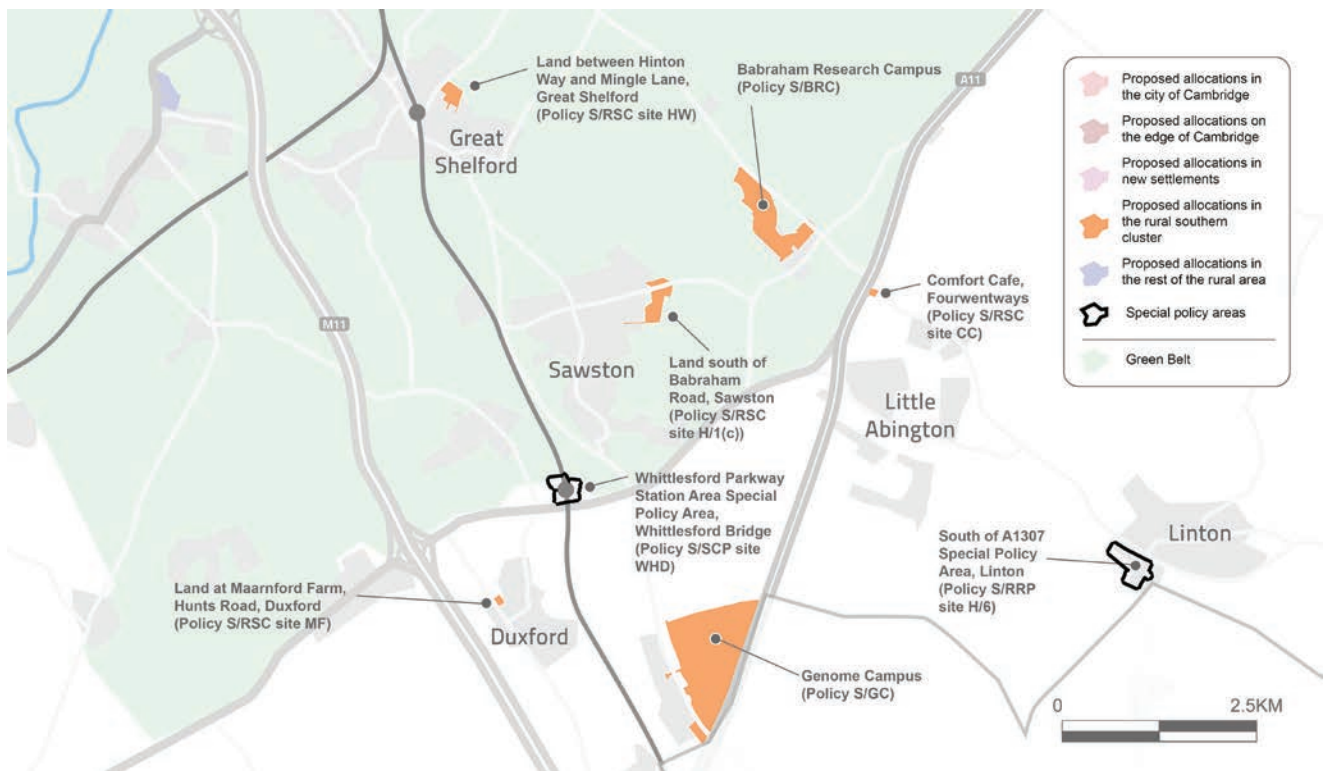 Land between Hinton
Way and Mingle Lane,
Great Shelford
(Policy S/RSC site HW)
Babraham Research Campus
(Policy S/BRC)
A11
Great
Shelford
M11
Sawston
Land south of
Babraham
Road, Sawston
(Policy S/RSC
site H/1(c))
Comfort Cafe,
Fourwentways
(Policy S/RSC
site CC)
Little
Abington
Whittlesford Parkway
Station Area Special
Policy Area,
Whittlesford Bridge
(Policy S/SCP site
WHD)
South of A1307
Special Policy
Area, Linton
(Policy S/RRP
site H/6)
Linton
Land at Maarnford Farm,
Hunts Road, Duxford
(Policy S/RSC site MF)
Duxford
Genome Campus
(Policy S/GC)
Proposed allocations in
the city of Cambridge
Proposed allocations on
the edge of Cambridge
Proposed allocations in
new settlements
Proposed allocations in
the rural southern
cluster
Proposed allocations in
the rest of the rural area
Special policy areas
Green Belt
0 2.5KM